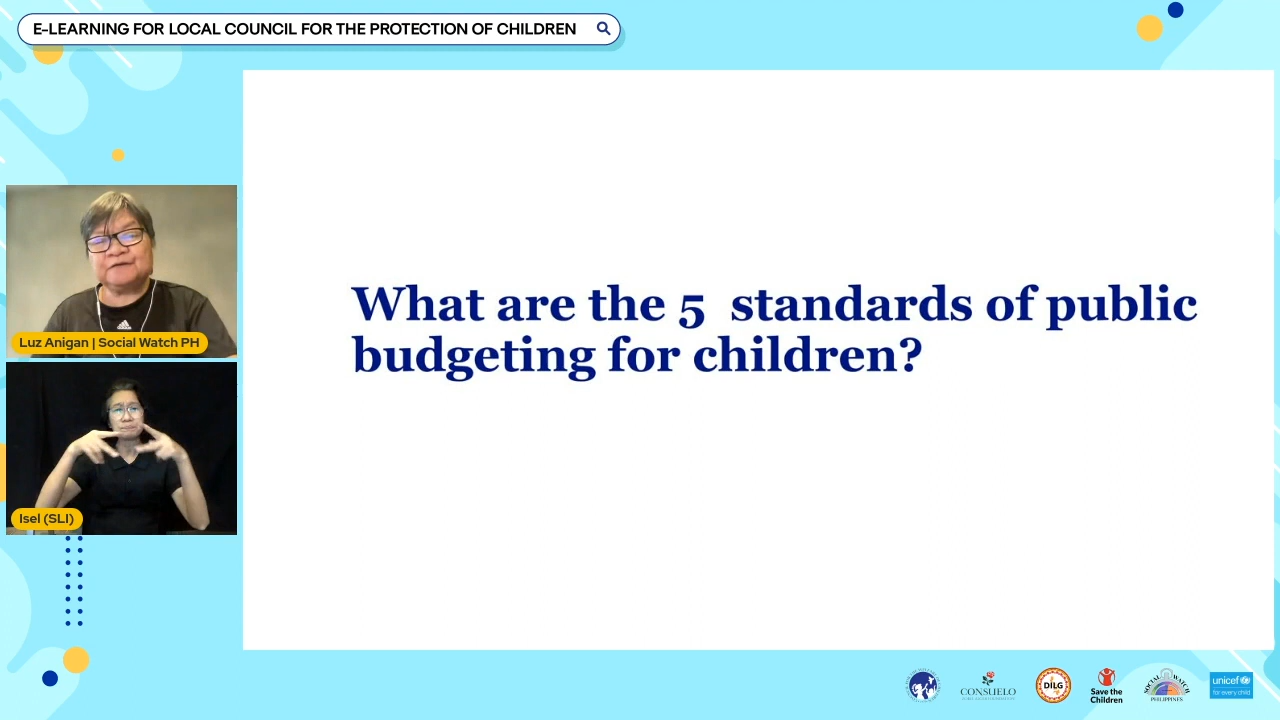 E-LEARNING FOR LOCAL COUNCIL FOR THE PROTECTION OF CHILDREN
What are the 5 standards of public
budgeting for children?
Luz Anigan | Social Watch PH
Isel (SLI)
CONSUELO
DILG
Save the
Children
SOCIAL WATCH
PHILIPPINES
unicef
for every child